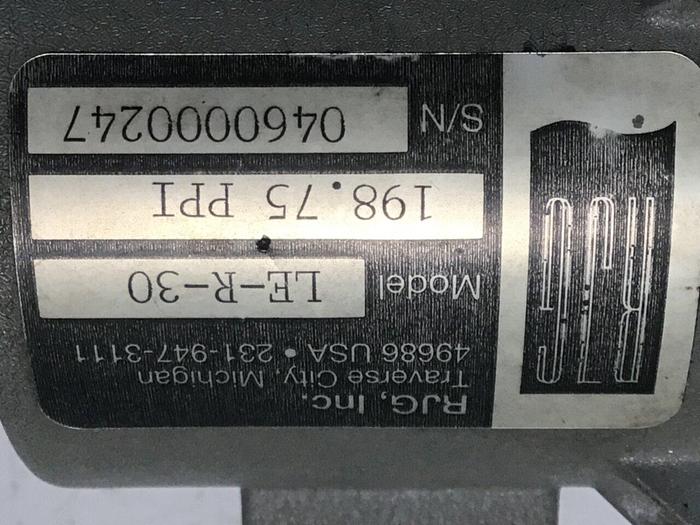 RJG
RJG, Inc.
Traverse City, Michigan
49686 USA • 231-947-3111
Model LE-R-30
198.75 PPI
S/N 0460000247